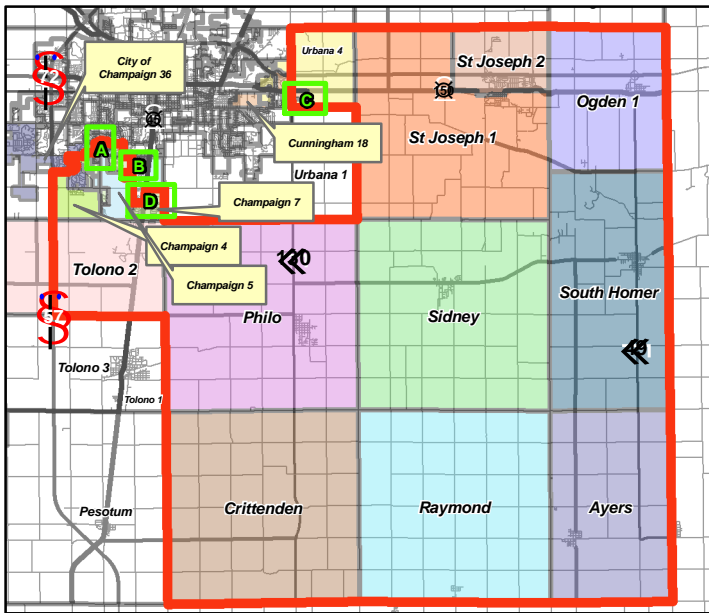 City of
Champaign 36
Urbana 4
St Joseph 2
72
Ogden 1
C
St Joseph 1
Cunningham 18
A
B
Urbana 1
D
Champaign 7
Champaign 4
Tolono 2
Champaign 5
130
South Homer
57
Philo
Sidney
49
Tolono 3
Tolono 1
Pesotum
Crittenden
Raymond
Ayers